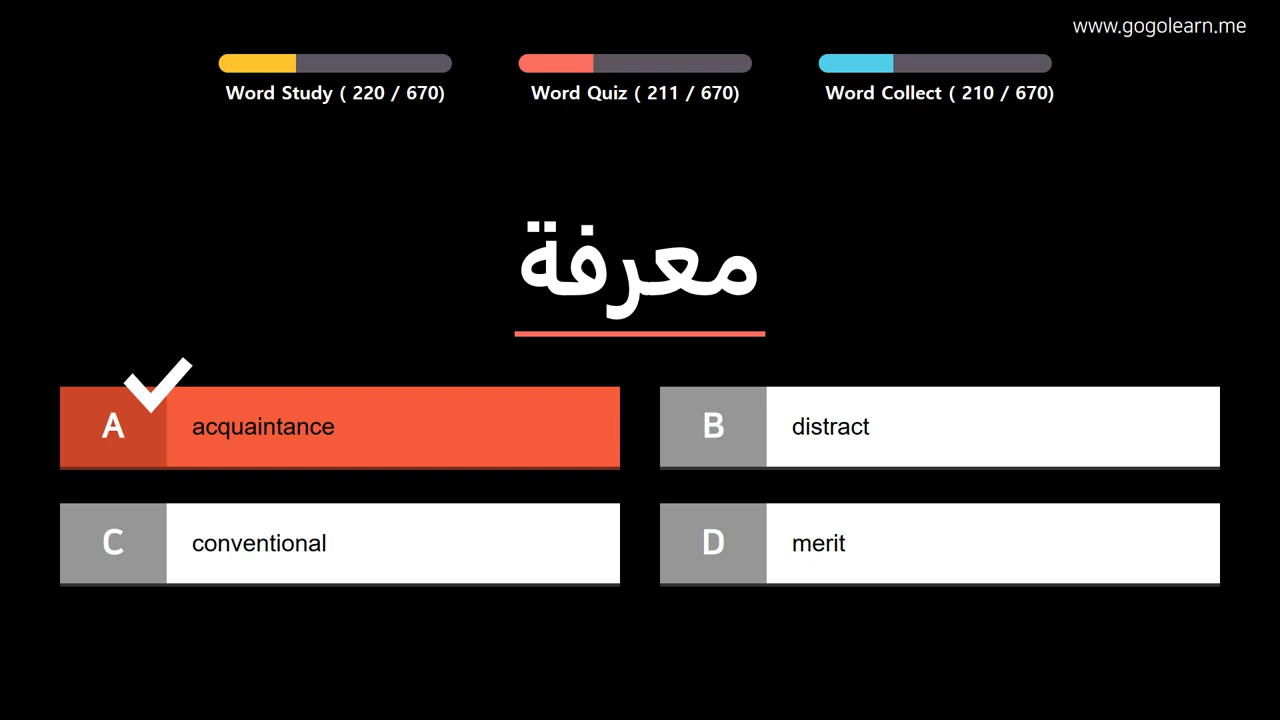 www.gogolearn.me
Word Study ( 220 / 670)
Word Quiz ( 211 / 670)
Word Collect ( 210 / 670)
معرفة
A acquaintance
B distract
C conventional
D merit